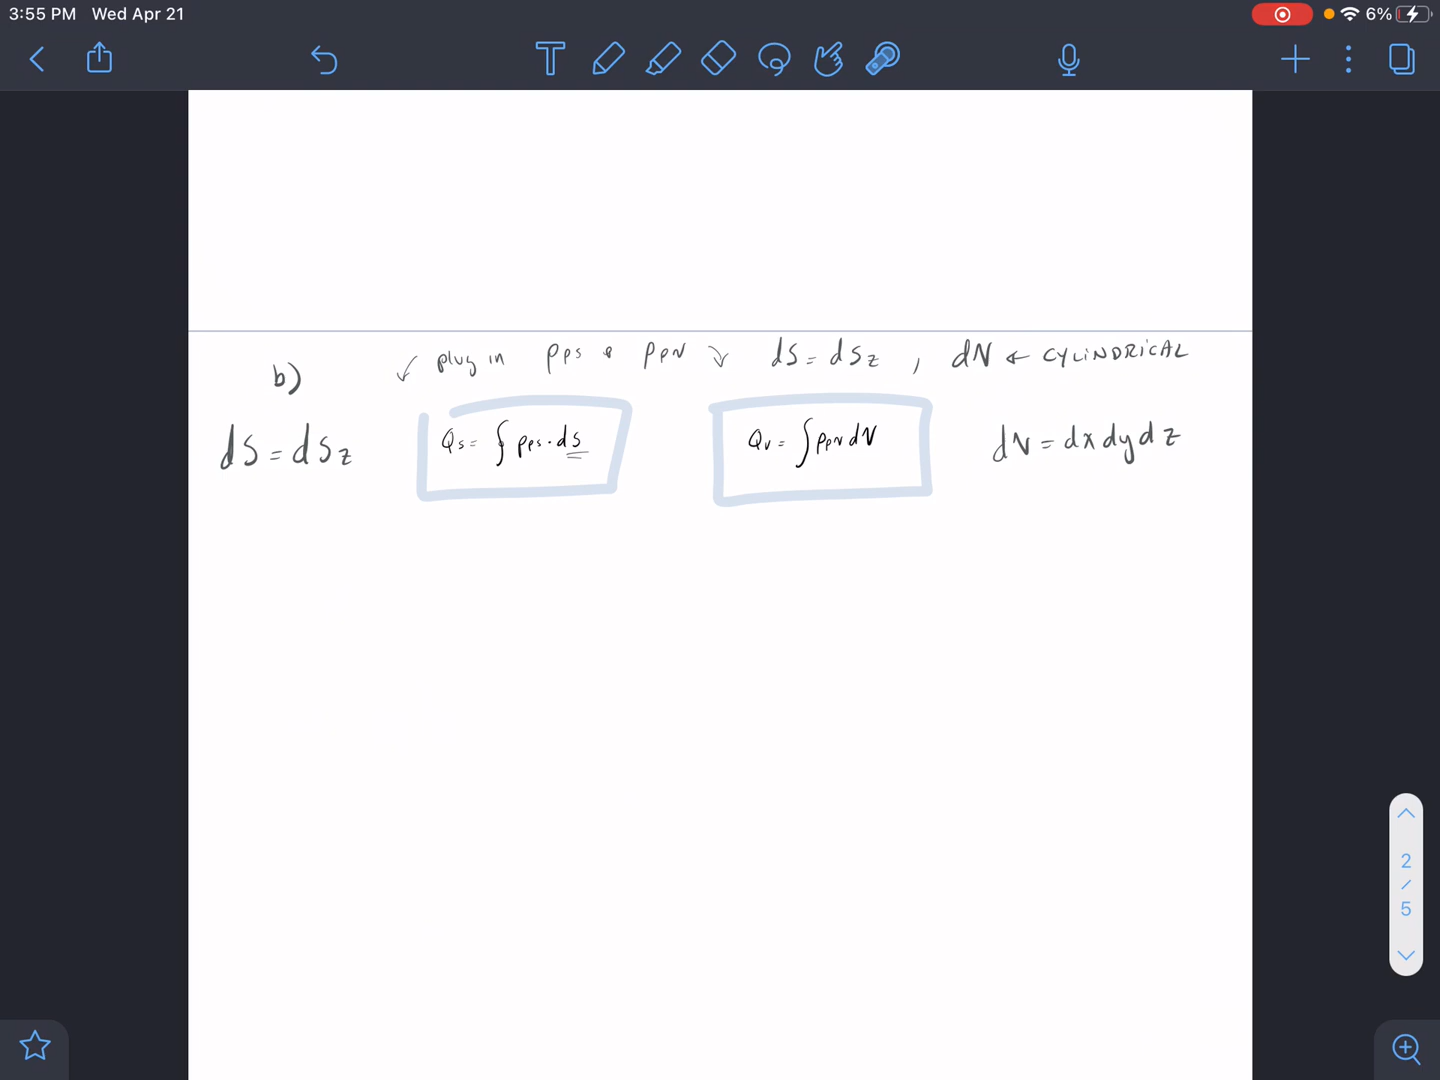 3:55 PM Wed Apr 21 6%
b) ↙ plug in ρps & ρpv ↘ ds = dsz , dv ← CYLINDRICAL
ds = dsz Qs = ∮ ρps · ds Qv = ∫ ρpv dv dv = dx dy dz
2
/
5